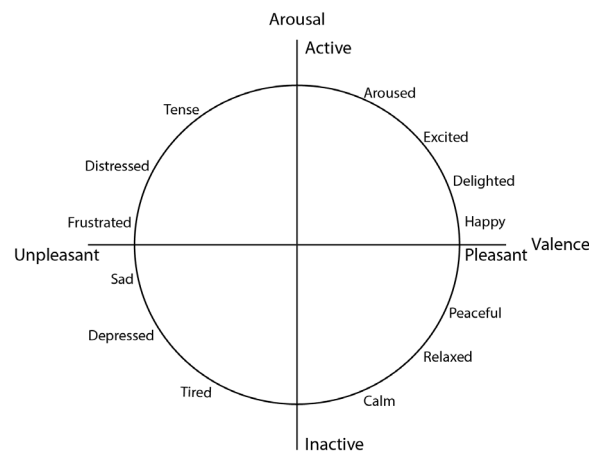 Arousal
Active
Aroused
Tense
Excited
Distressed
Delighted
Frustrated
Happy
Unpleasant
Pleasant
Valence
Sad
Peaceful
Depressed
Relaxed
Tired
Calm
Inactive